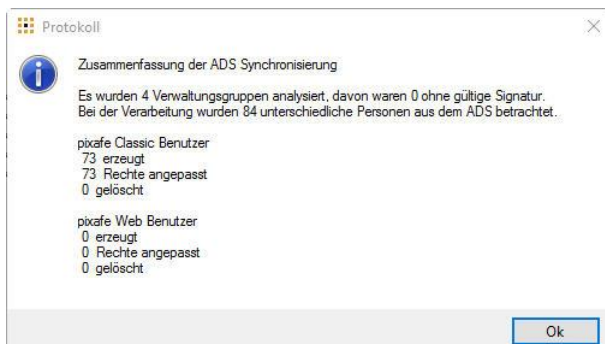 Protokoll
Zusammenfassung der ADS Synchronisierung
Es wurden 4 Verwaltungsgruppen analysiert, davon waren 0 ohne gültige Signatur.
Bei der Verarbeitung wurden 84 unterschiedliche Personen aus dem ADS betrachtet.
pixafe Classic Benutzer
73 erzeugt
73 Rechte angepasst
0 gelöscht
pixafe Web Benutzer
0 erzeugt
0 Rechte angepasst
0 gelöscht
Ok